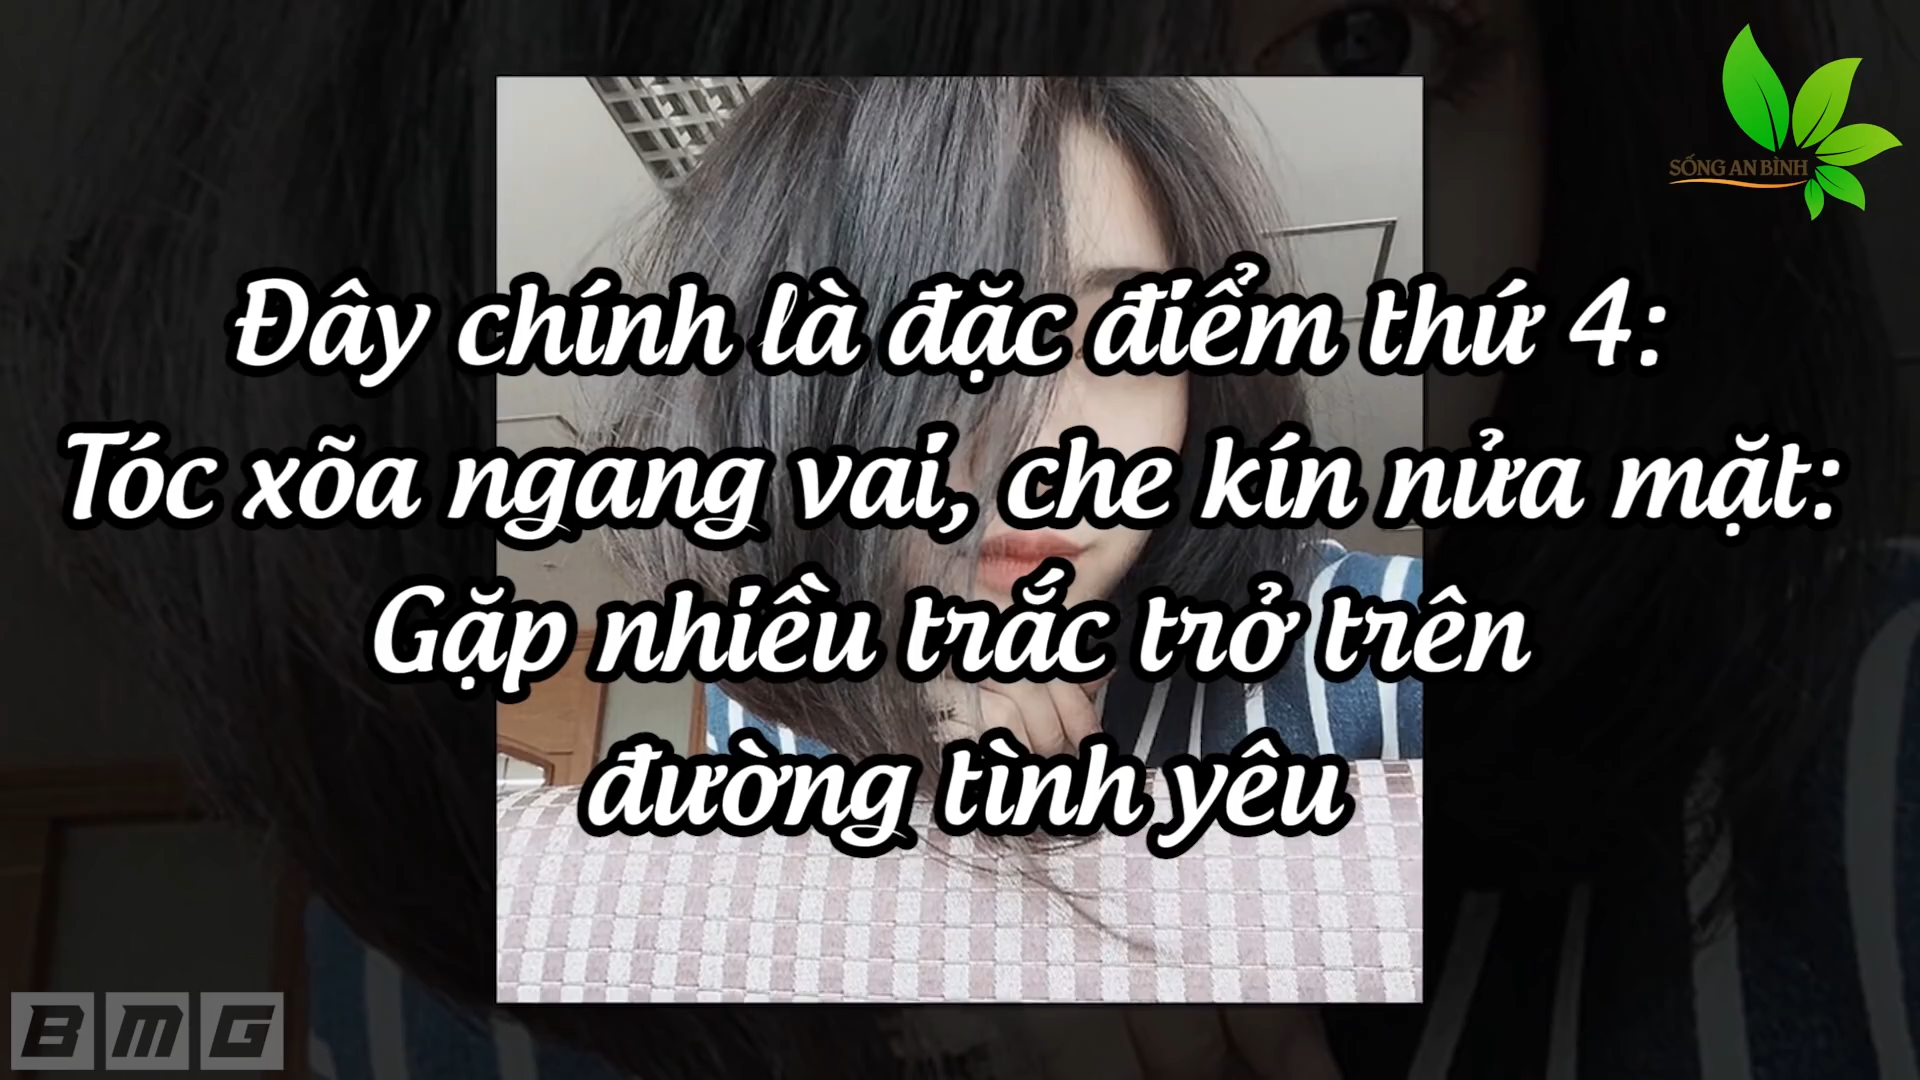 SỐNG AN BÌNH
Đây chính là đặc điểm thứ 4:
Tóc xõa ngang vai, che kín nửa mặt:
Gặp nhiều trắc trở trên
đường tình yêu
BMG